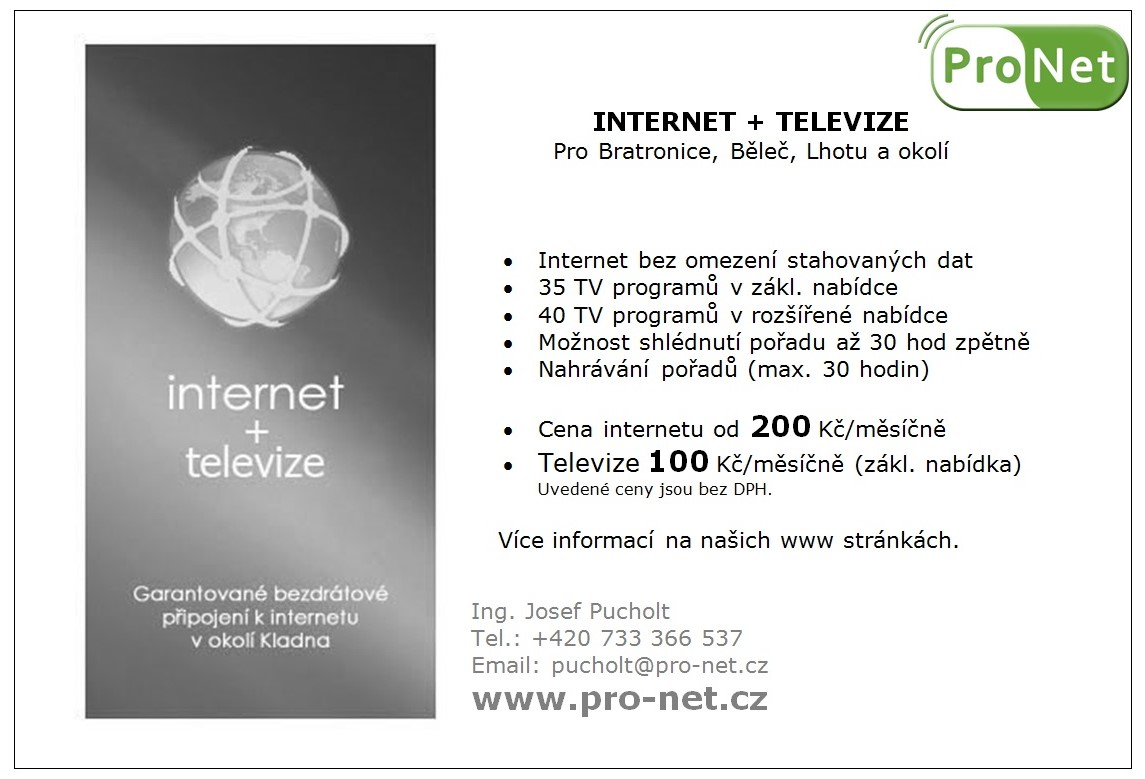 ProNet
INTERNET + TELEVIZE
Pro Bratronice, Běleč, Lhotu a okolí
internet
+
televize
Garantované bezdrátové
připojení k internetu
v okolí Kladna
• Internet bez omezení stahovaných dat
• 35 TV programů v zákl. nabídce
• 40 TV programů v rozšířené nabídce
• Možnost shlédnutí pořadu až 30 hod zpětně
• Nahrávání pořadů (max. 30 hodin)
• Cena internetu od 200 Kč/měsíčně
• Televize 100 Kč/měsíčně (zákl. nabídka)
Uvedené ceny jsou bez DPH.
Více informací na našich www stránkách.
Ing. Josef Pucholt
Tel.: +420 733 366 537
Email: pucholt@pro-net.cz
www.pro-net.cz